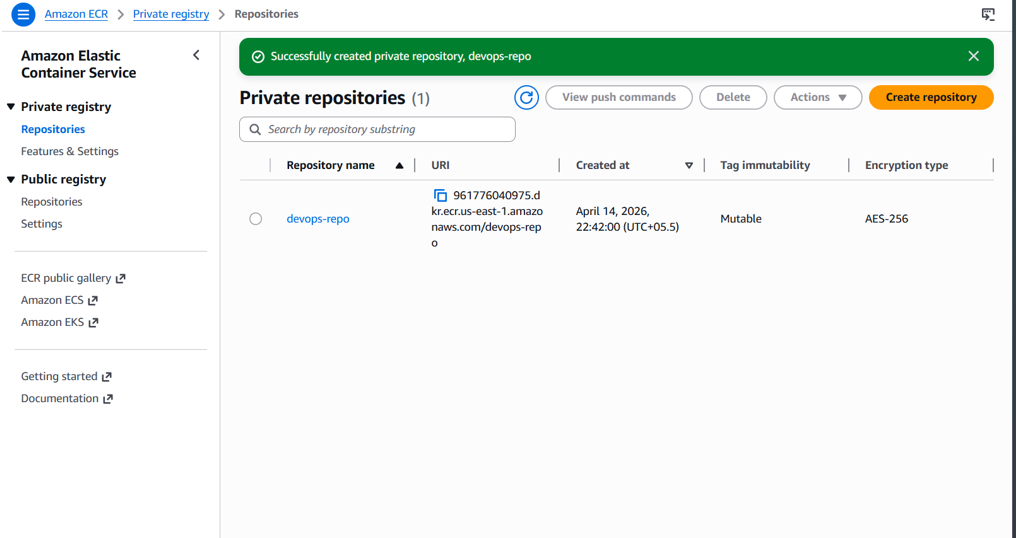 Amazon ECR > Private registry > Repositories
Amazon Elastic
Container Service
Private registry
Repositories
Features & Settings
Public registry
Repositories
Settings
ECR public gallery
Amazon ECS
Amazon EKS
Getting started
Documentation
Successfully created private repository, devops-repo
Private repositories (1)
View push commands
Delete
Actions
Create repository
Search by repository substring
Repository name
URI
Created at
Tag immutability
Encryption type
devops-repo
961776040975.d
kr.ecr.us-east-1.amazo
naws.com/devops-rep
o
April 14, 2026,
22:42:00 (UTC+05.5)
Mutable
AES-256